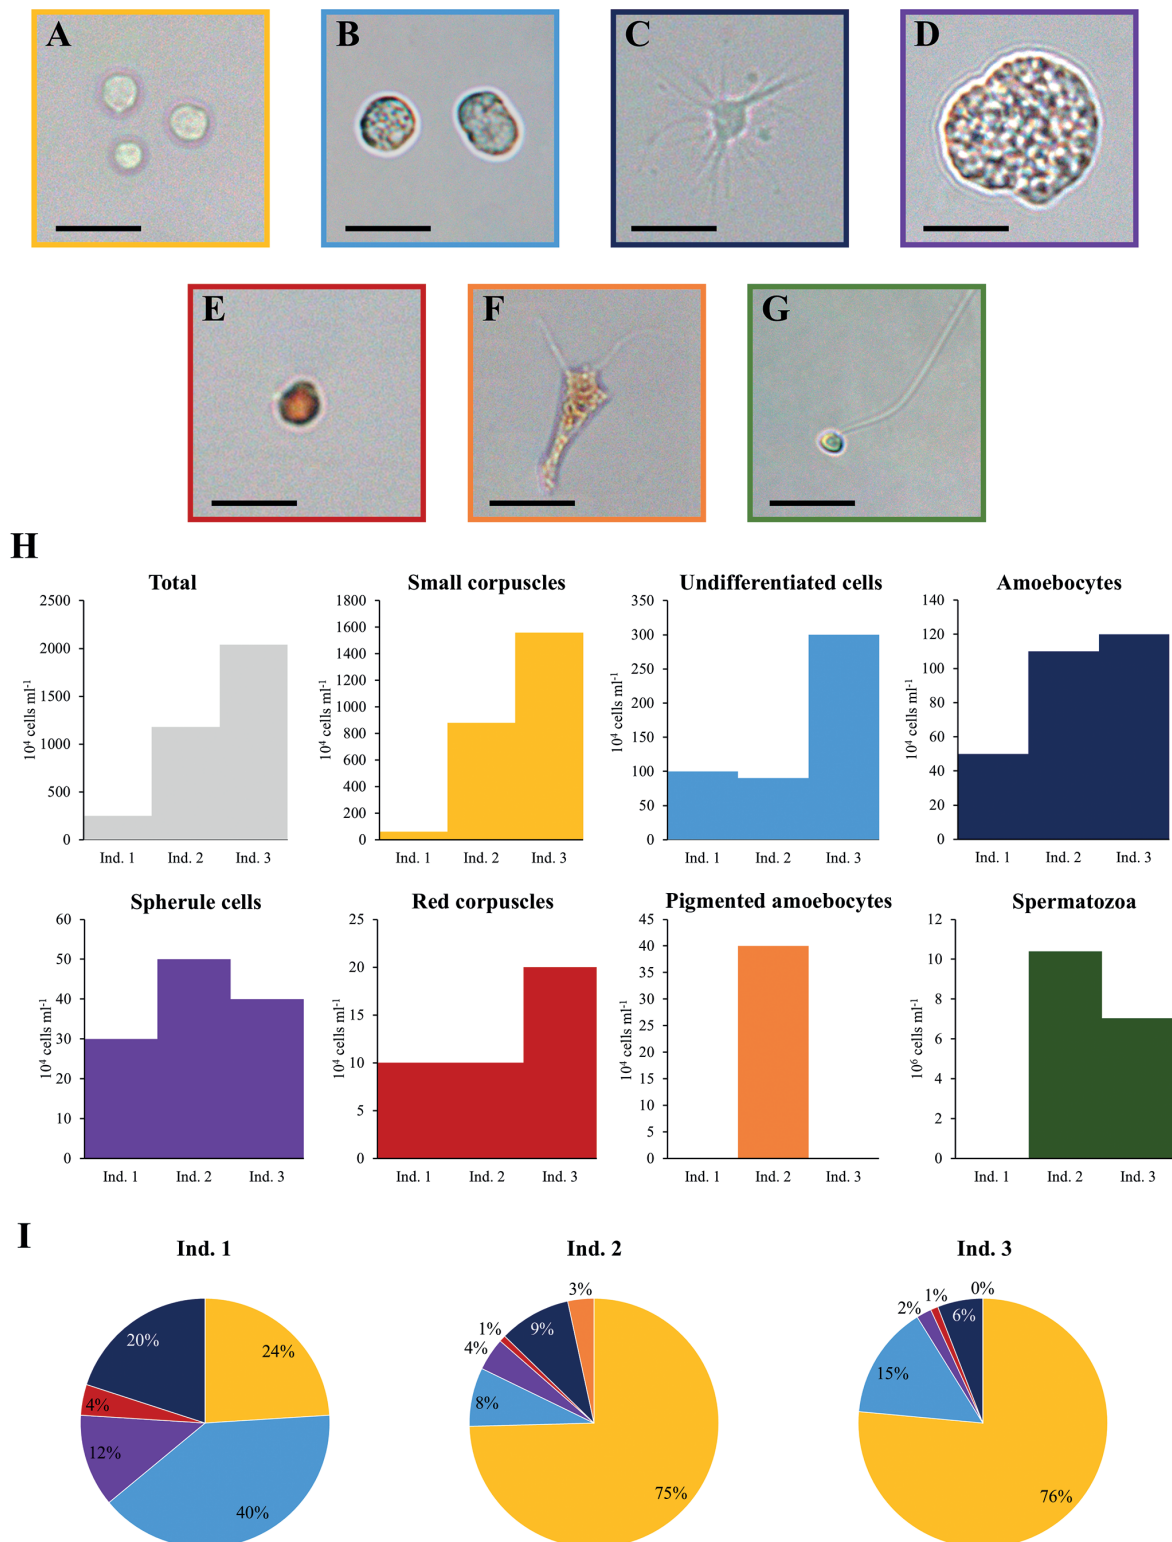 A
B
C
D
E
F
G
H
Total
Small corpuscles
Undifferentiated cells
Amoebocytes
2500
2000
1500
1000
500
0
10⁴ cells ml⁻¹
Ind. 1 Ind. 2 Ind. 3
1800
1600
1400
1200
1000
800
600
400
200
0
10⁴ cells ml⁻¹
Ind. 1 Ind. 2 Ind. 3
350
300
250
200
150
100
50
0
10⁴ cells ml⁻¹
Ind. 1 Ind. 2 Ind. 3
140
120
100
80
60
40
20
0
10⁴ cells ml⁻¹
Ind. 1 Ind. 2 Ind. 3
Spherule cells
Red corpuscles
Pigmented amoebocytes
Spermatozoa
60
50
40
30
20
10
0
10⁴ cells ml⁻¹
Ind. 1 Ind. 2 Ind. 3
25
20
15
10
5
0
10⁴ cells ml⁻¹
Ind. 1 Ind. 2 Ind. 3
45
40
35
30
25
20
15
10
5
0
10⁴ cells ml⁻¹
Ind. 1 Ind. 2 Ind. 3
12
10
8
6
4
2
0
10⁶ cells ml⁻¹
Ind. 1 Ind. 2 Ind. 3
I
Ind. 1
20%
24%
4%
12%
40%
Ind. 2
3%
1%
9%
4%
8%
75%
Ind. 3
0%
1%
2%
6%
15%
76%